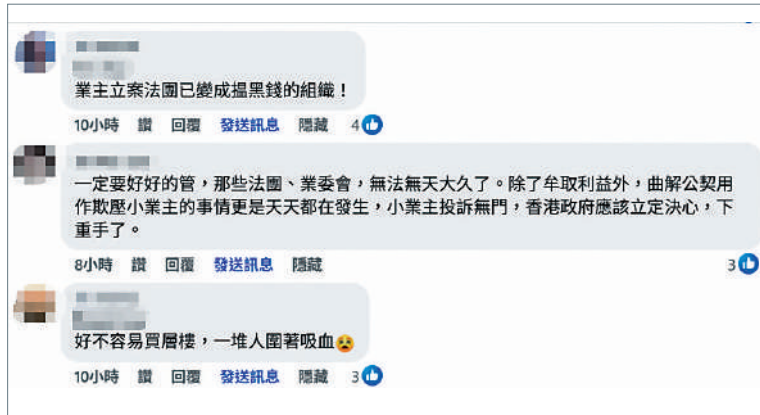 業主立案法團已變成搵黑錢的組織！
10小時 讚 回覆 發送訊息 隱藏 4
一定要好好的管，那些法團、業委會，無法無天大久了。除了牟取利益外，曲解公契用
作欺壓小業主的事情更是天天都在發生，小業主投訴無門，香港政府應該立定決心，下
重手了。
8小時 讚 回覆 發送訊息 隱藏 3
好不容易買層樓，一堆人圍著吸血😧
10小時 讚 回覆 發送訊息 隱藏 3